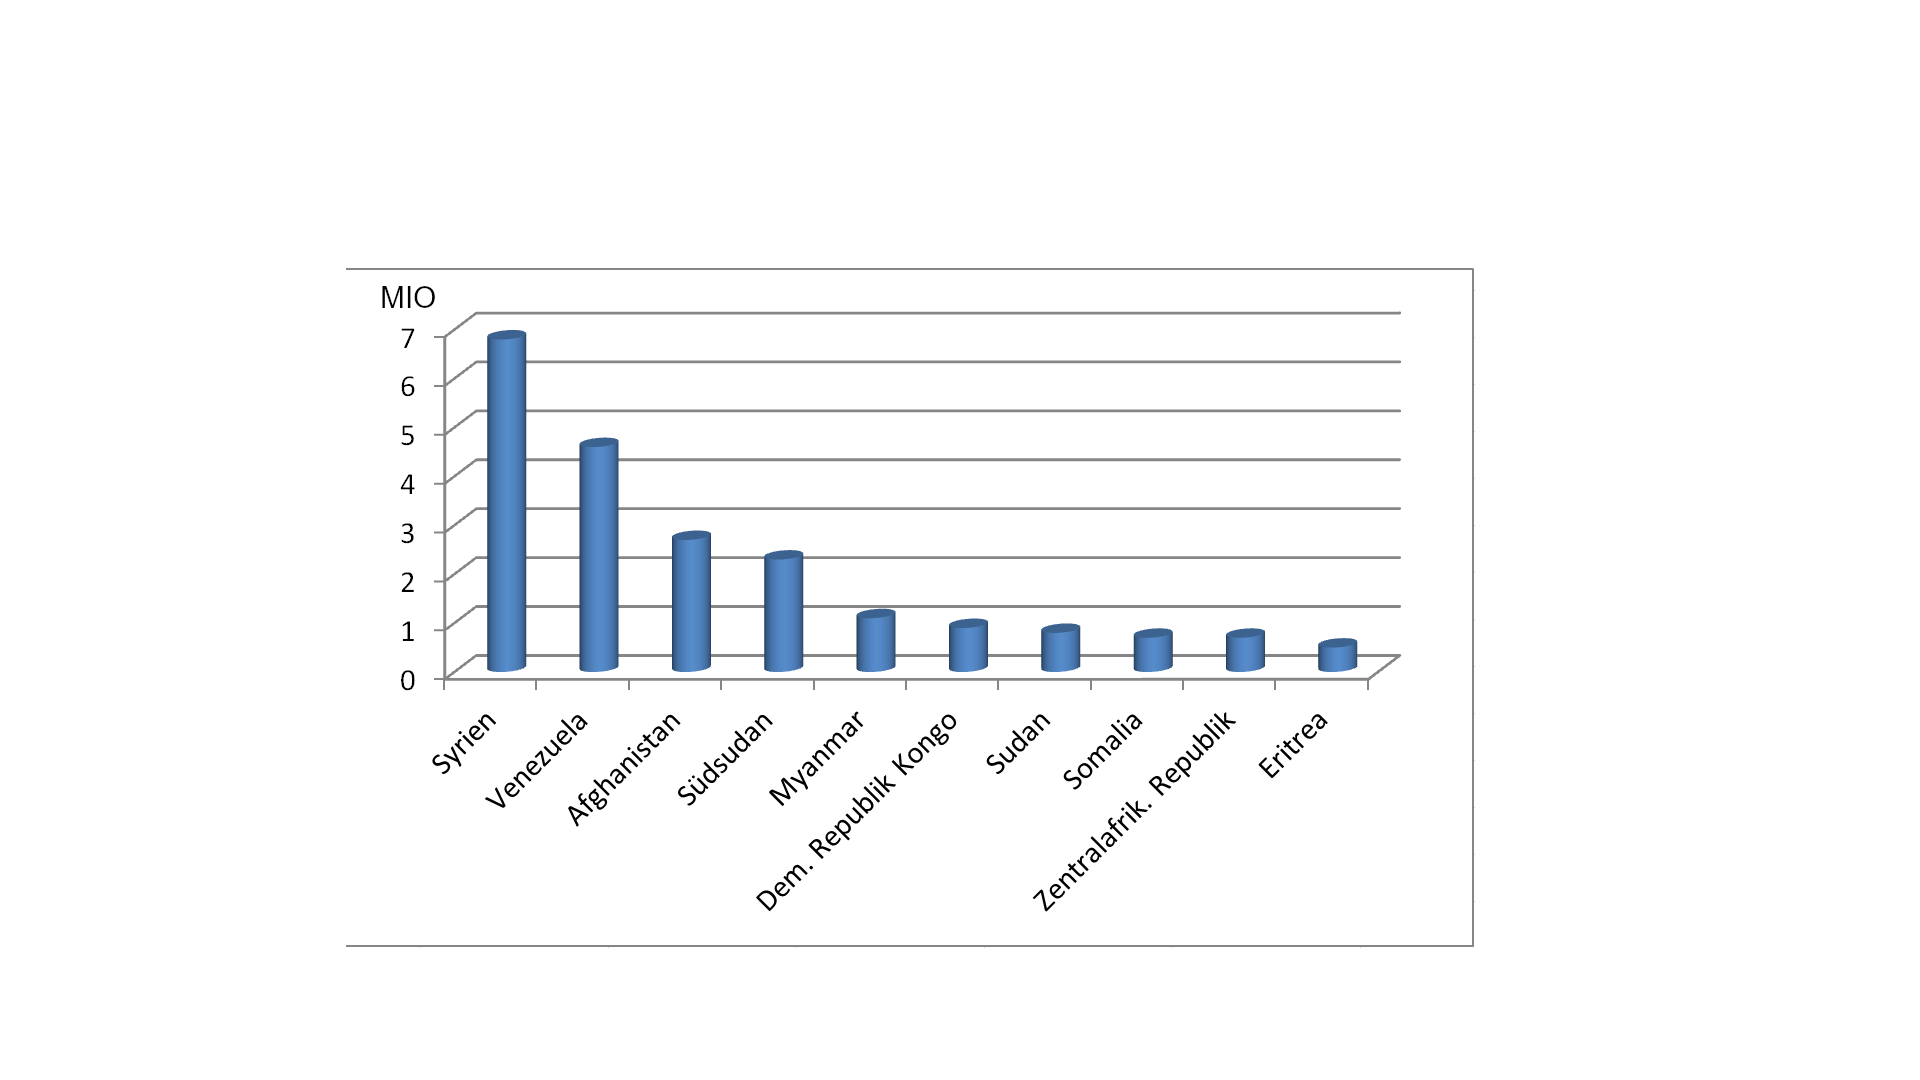 MIO
7
6
5
4
3
2
1
0
Syrien
Venezuela
Afghanistan
Südsudan
Myanmar
Dem. Republik Kongo
Sudan
Somalia
Zentralafrik. Republik
Eritrea